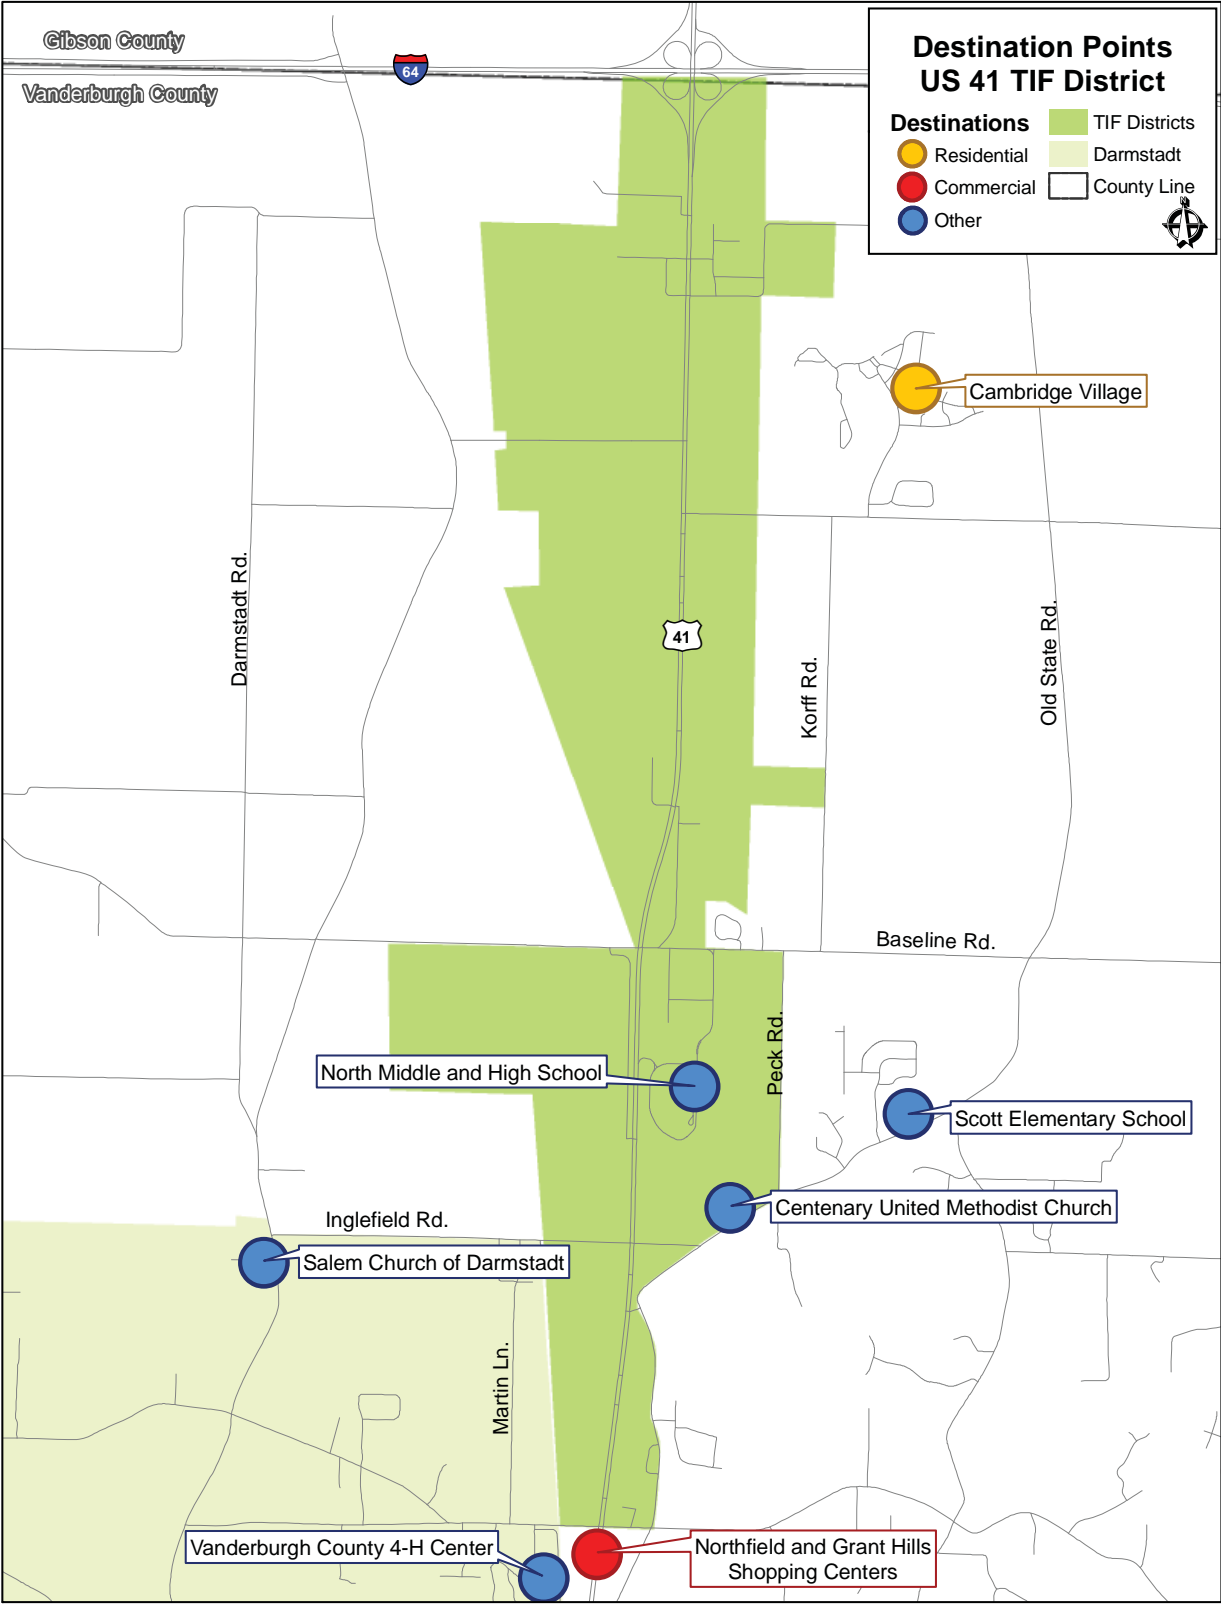 Gibson County
64
Vanderburgh County
Destination Points
US 41 TIF District
Destinations
Residential
Commercial
Other
TIF Districts
Darmstadt
County Line
Cambridge Village
Darmstadt Rd.
41
Korff Rd.
Old State Rd.
Baseline Rd.
Peck Rd.
North Middle and High School
Scott Elementary School
Centenary United Methodist Church
Inglefield Rd.
Salem Church of Darmstadt
Martin Ln.
Vanderburgh County 4-H Center
Northfield and Grant Hills
Shopping Centers